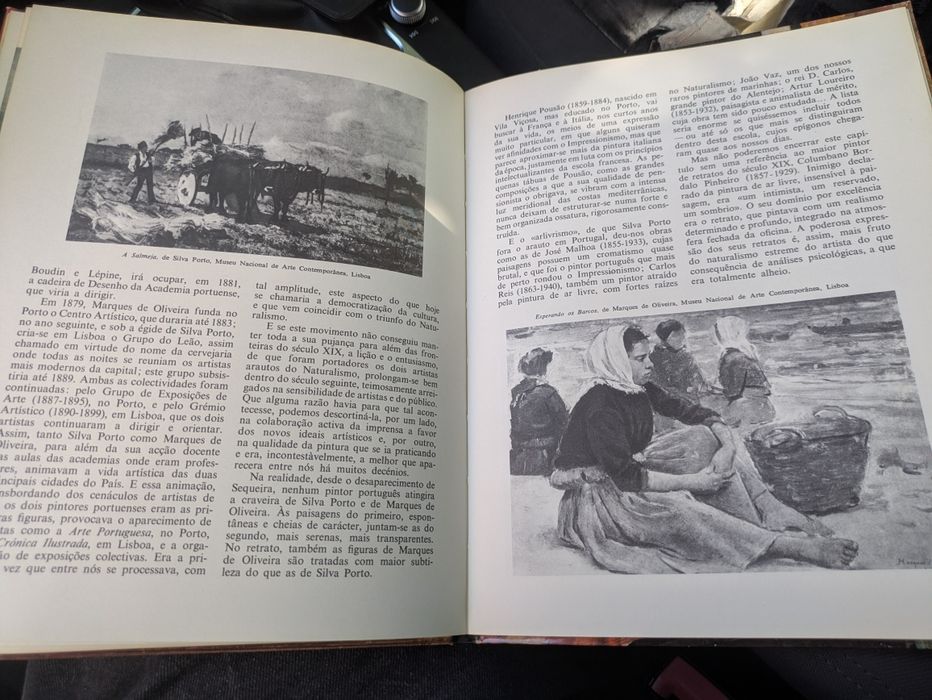 A Salmeja, de Silva Porto, Museu Nacional de Arte Contemporânea, Lisboa
Boudin e Lépine, irá ocupar, em 1881,
a cadeira de Desenho da Academia portuense,
que viria a dirigir.
Em 1879, Marques de Oliveira funda no
Porto o Centro Artístico, que duraria até 1883;
no ano seguinte, e sob a égide de Silva Porto,
cria-se em Lisboa o Grupo do Leão, assim
chamado em virtude do nome da cervejaria
onde todas as noites se reuniam os artistas
mais modernos da capital; este grupo subsis-
tiria até 1889. Ambas as colectividades foram
continuadas: pelo Grupo de Exposições de
Arte (1887-1895), no Porto, e pelo Grémio
Artístico (1890-1899), em Lisboa, que os dois
artistas continuaram a dirigir e orientar.
Assim, tanto Silva Porto como Marques de
Oliveira, para além da sua acção docente
as aulas das academias onde eram profes-
res, animavam a vida artística das duas
incipais cidades do País. E essa animação,
nsbordando dos cenáculos de artistas de
os dois pintores portuenses eram as pri-
ras figuras, provocava o aparecimento de
tas como a Arte Portuguesa, no Porto,
Crónica Ilustrada, em Lisboa, e a orga-
ão de exposições colectivas. Era a pri-
vez que entre nós se processava, com
tal amplitude, este aspecto do que hoje
se chamaria a democratização da cultura,
e que vem coincidir com o triunfo do Natu-
ralismo.
E se este movimento não conseguiu man-
ter toda a sua pujança para além das fron-
teiras do século XIX, a lição e o entusiasmo,
de que foram portadores os dois artistas
arautos do Naturalismo, prolongam-se bem
dentro do século seguinte, teimosamente arrei-
gados na sensibilidade de artistas e do público.
Que alguma razão havia para que tal acon-
tecesse, podemos descortiná-la, por um lado,
na colaboração activa da imprensa a favor
dos novos ideais artísticos e, por outro,
na qualidade da pintura que se ia praticando
e era, incontestàvelmente, a melhor que apa-
recera entre nós há muitos decénios.
Na realidade, desde o desaparecimento de
Sequeira, nenhum pintor português atingira
a craveira de Silva Porto e de Marques de
Oliveira. Às paisagens do primeiro, espon-
tâneas e cheias de carácter, juntam-se as do
segundo, mais serenas, mais transparentes.
No retrato, também as figuras de Marques
de Oliveira são tratadas com maior subti-
leza do que as de Silva Porto.
Henrique Pousão (1859-1884), nascido em
Vila Viçosa, mas educado no Porto, vai
buscar à França e à Itália, nos curtos anos
da sua vida, os meios de uma expressão
muito particular, em que alguns quiseram
ver afinidades com o Impressionismo, mas que
parece aproximar-se mais da pintura italiana
da época, justamente em luta com os princípios
intelectualizantes da escola francesa. As pe-
quenas tábuas de Pousão, como as grandes
composições a que a sua qualidade de pen-
sionista o obrigava, se vibram com a intensa
luz meridional das costas mediterrânicas,
nunca deixam de estruturar-se numa forte e
bem organizada ossatura, rigorosamente cons-
truída.
E o «arlivrismo», de que Silva Porto
fora o arauto em Portugal, deu-nos obras
como as de José Malhoa (1855-1933), cujas
paisagens possuem um cromatismo quase
brutal, e que foi o pintor português que mais
de perto rondou o Impressionismo; Carlos
Reis (1863-1940), também um pintor atraído
pela pintura de ar livre, com fortes raízes
no Naturalismo; João Vaz, um dos nossos
raros pintores de marinhas; o rei D. Carlos,
grande pintor do Alentejo; Artur Loureiro
(1853-1932), paisagista e animalista de mérito,
cuja obra tem sido pouco estudada... A lista
seria enorme se quiséssemos incluir todos
— ou até só os que mais se distinguiram
dentro desta escola, cujos epígonos chega-
ram quase aos nossos dias.
Mas não poderemos encerrar este capí-
tulo sem uma referência ao maior pintor
de retratos do século XIX, Columbano Bor-
dalo Pinheiro (1857-1929). Inimigo decla-
rado da pintura de ar livre, insensível à pai-
sagem, era «um intimista, um reservado,
um sombrio». O seu domínio por excelência
era o retrato, que pintava com um realismo
determinado e profundo, integrado na atmos-
fera fechada da oficina. A poderosa expres-
são dos seus retratos é, assim, mais fruto
do naturalismo estreme do artista do que
consequência de análises psicológicas, a que
era totalmente alheio.
Esperando os Barcos, de Marques de Oliveira, Museu Nacional de Arte Contemporânea, Lisboa